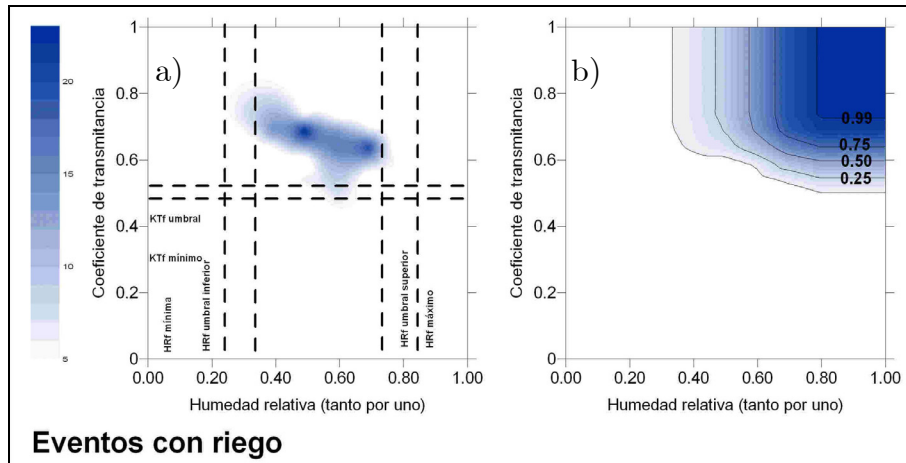 a)
b)
20
15
10
5
Coeficiente de transmitancia
1
0.8
0.6
0.4
0.2
0
KTf umbral
KTf mínimo
HRf mínima
HRf umbral inferior
HRf umbral superior
HRf máximo
0.00 0.20 0.40 0.60 0.80 1.00
Humedad relativa (tanto por uno)
Coeficiente de transmitancia
1
0.8
0.6
0.4
0.2
0
0.99
0.75
0.50
0.25
0.00 0.20 0.40 0.60 0.80 1.00
Humedad relativa (tanto por uno)
Eventos con riego